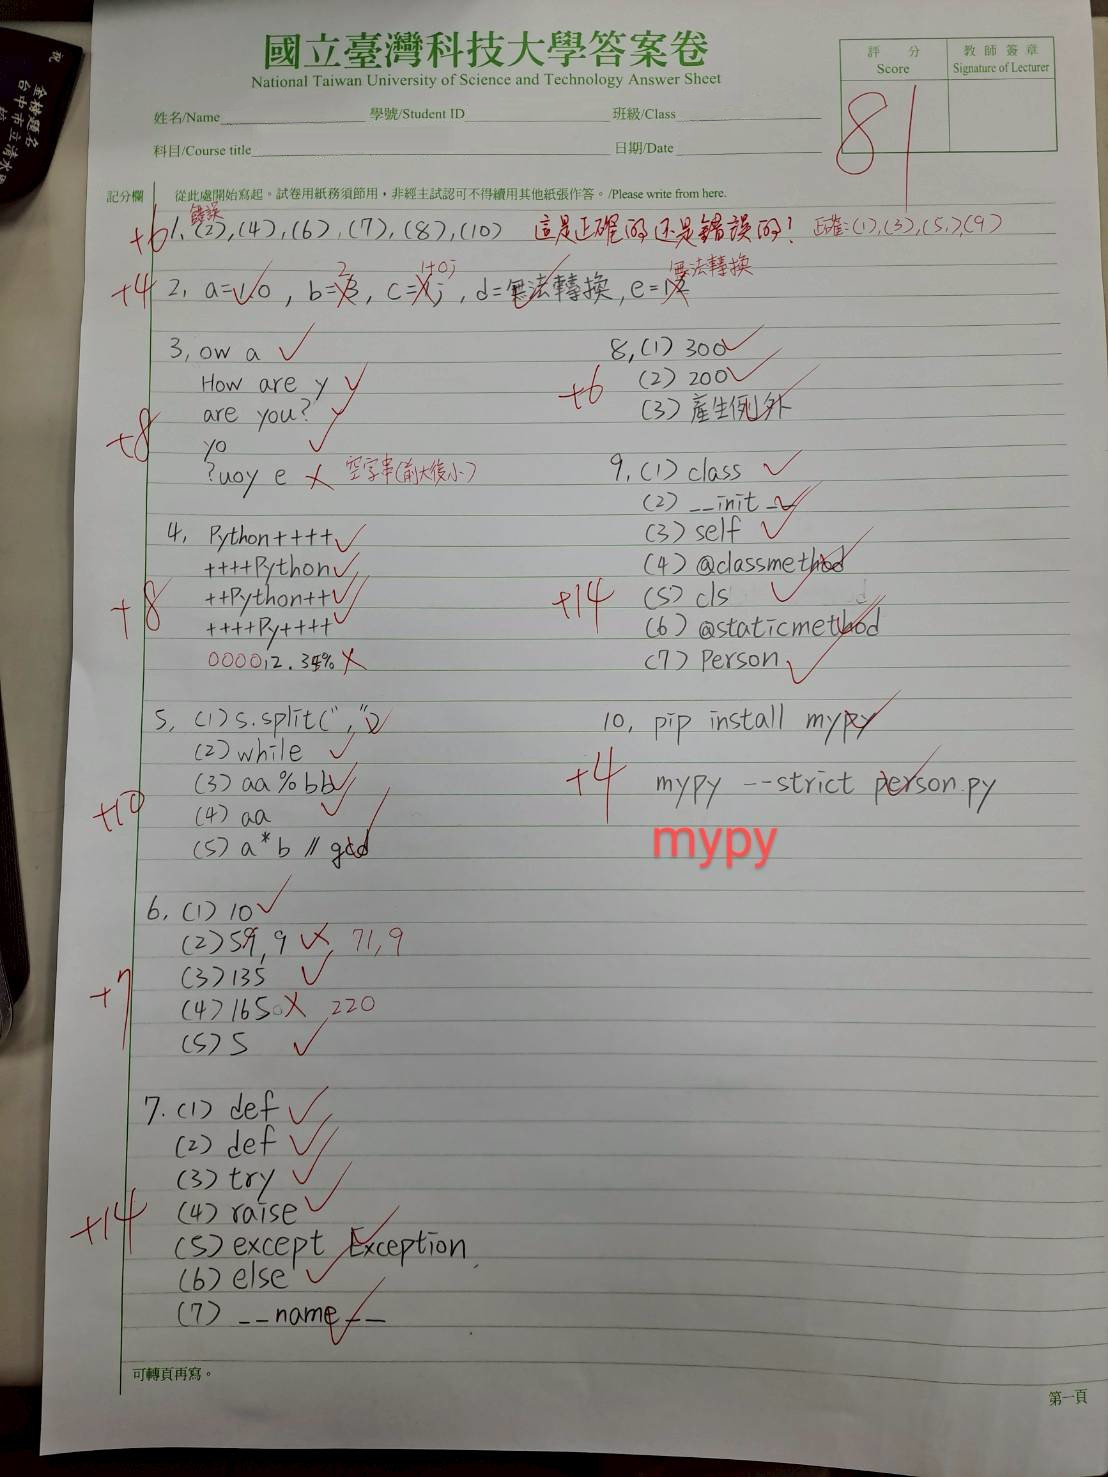 國立臺灣科技大學答案卷
National Taiwan University of Science and Technology Answer Sheet
評分
Score
教師簽章
Signature of Lecturer
81
姓名/Name
學號/Student ID
班級/Class
科目/Course title
日期/Date
記分欄
從此處開始寫起。試卷用紙務須節用,非經主試認可不得續用其他紙張作答。/Please write from here.
錯誤
+6 1. (2),(4),(6),(7),(8),(10) 這是正確的还是錯誤的! 正確:(1),(3),(5),(9)
2 1+0j 無法轉換
+4 2, a=1.0, b=3, c=1j, d=無法轉換, e=12
3, ow a
How are y
are you?
+8
yo
?uoy e 空字串(前大後小)
4, Python++++
++++Python
+8 ++Python++
++++Py++++
000012.35%
5, (1) s.split(",")
(2) while
(3) aa % bb
+10 (4) aa
(5) a*b // gcd
6, (1) 10
(2) 59, 9 71,9
+7 (3) 135
(4) 165 220
(5) 5
7. (1) def
(2) def
(3) try
+14 (4) raise
(5) except Exception
(6) else
(7) __name__
8, (1) 300
+6 (2) 200
(3) 產生例外
9, (1) class
(2) __init__
(3) self
(4) @classmethod
+14 (5) cls
(6) @staticmethod
(7) Person
10, pip install mypy
+4 mypy --strict person.py
mypy
可轉頁再寫。
第一頁